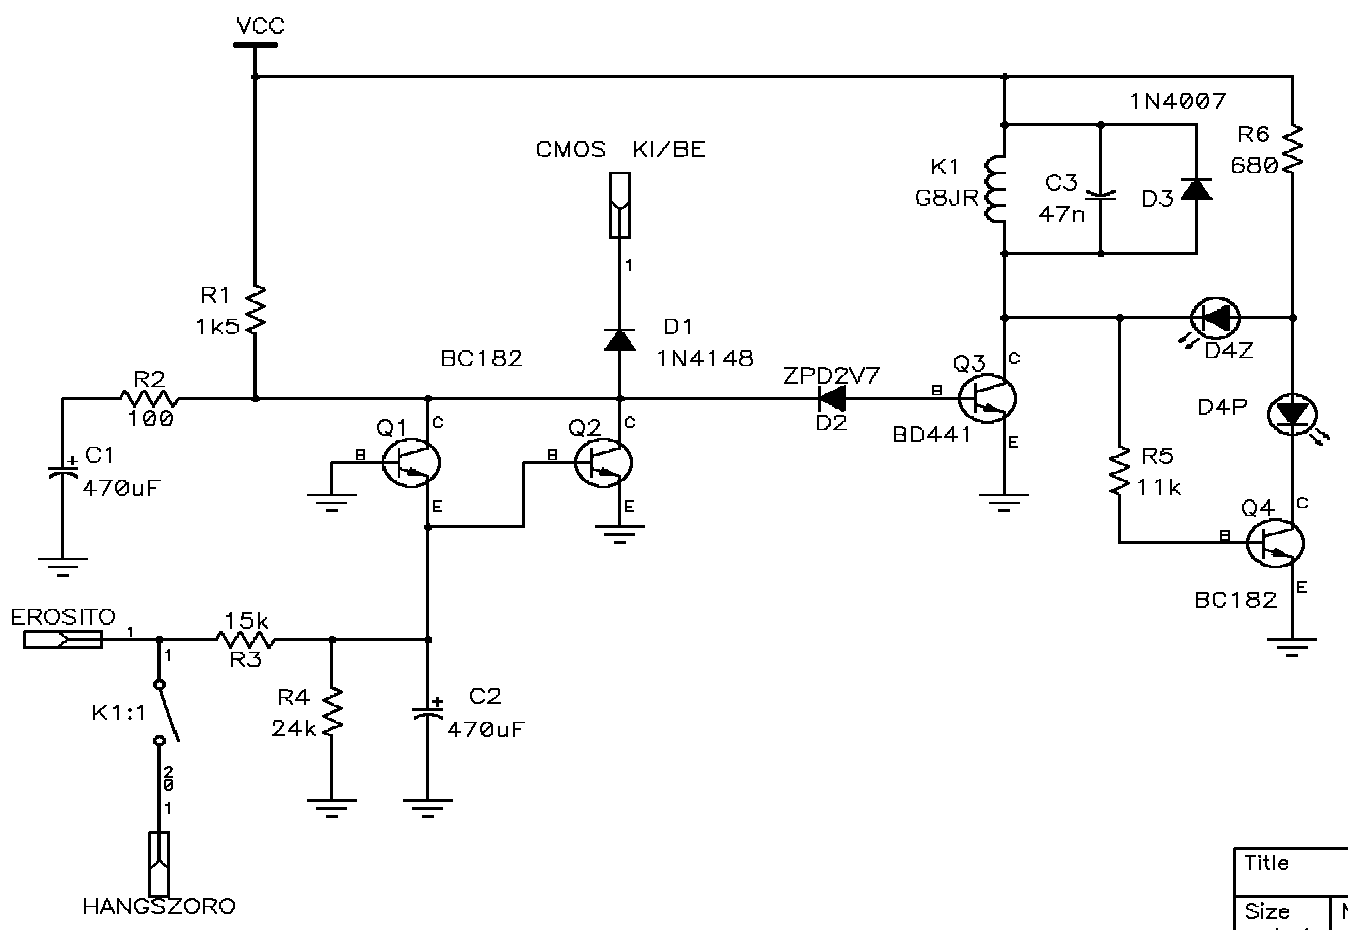 VCC
1N4007
R6
680
CMOS KI/BE
K1
G8JR
C3
47n
D3
1
R1
1k5
D1
1N4148
BC182
D4Z
R2
100
ZPD2V7
D2
Q3
C
B
E
BD441
D4P
Q1
C
B
E
Q2
C
B
E
C1
+
470uF
R5
11k
Q4
C
B
E
BC182
EROSITO
1
15k
R3
1
K1:1
R4
24k
C2
+
470uF
20
1
HANGSZORO
Title
Size